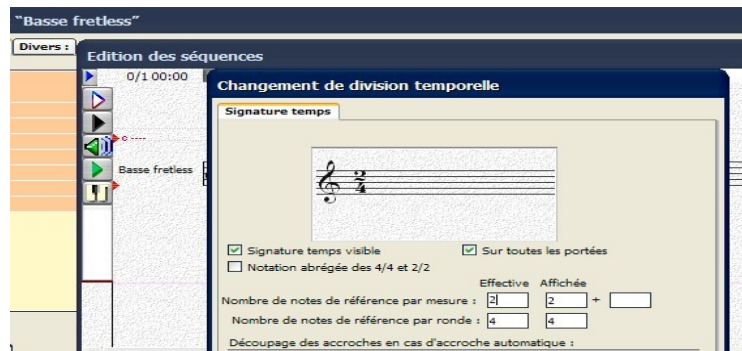 "Basse fretless"
Divers :
Edition des séquences
0/1 00:00
Changement de division temporelle
Signature temps
c ----
Basse fretless
2
4
Signature temps visible
Sur toutes les portées
Notation abrégée des 4/4 et 2/2
Effective Affichée
Nombre de notes de référence par mesure : 2 2 +
Nombre de notes de référence par ronde : 4 4
Découpage des accroches en cas d'accroche automatique :